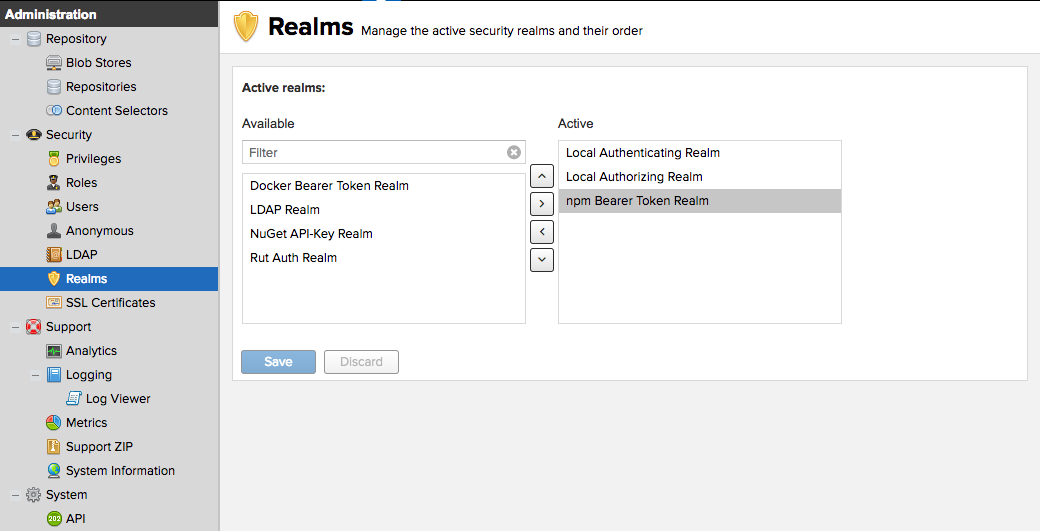 Administration
Repository
Blob Stores
Repositories
Content Selectors
Security
Privileges
Roles
Users
Anonymous
LDAP
Realms
SSL Certificates
Support
Analytics
Logging
Log Viewer
Metrics
Support ZIP
System Information
System
202
API
Realms Manage the active security realms and their order
Active realms:
Available
Filter
Docker Bearer Token Realm
LDAP Realm
NuGet API-Key Realm
Rut Auth Realm
Active
Local Authenticating Realm
Local Authorizing Realm
npm Bearer Token Realm
Save Discard